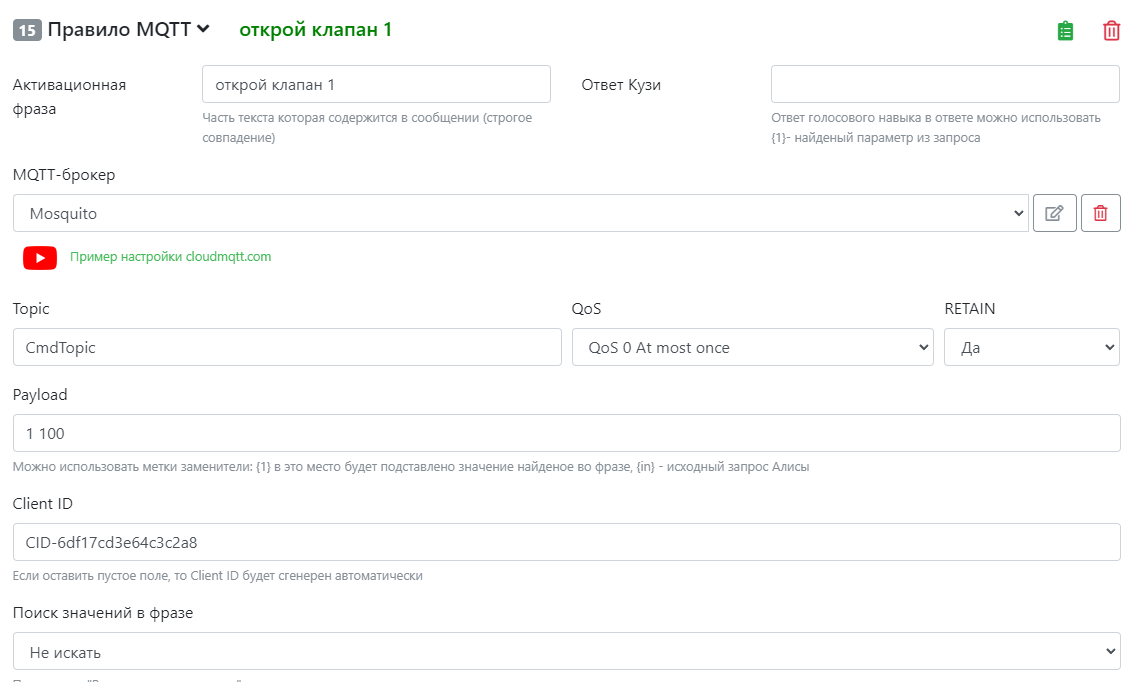 15 Правило MQTT открой клапан 1
Активационная фраза
открой клапан 1
Часть текста которая содержится в сообщении (строгое
совпадение)
Ответ Кузи
Ответ голосового навыка в ответе можно использовать
{1}- найденый параметр из запроса
MQTT-брокер
Mosquito
Пример настройки cloudmqtt.com
Topic QoS RETAIN
CmdTopic QoS 0 At most once Да
Payload
1 100
Можно использовать метки заменители: {1} в это место будет подставлено значение найденое во фразе, {in} - исходный запрос Алисы
Client ID
CID-6df17cd3e64c3c2a8
Если оставить пустое поле, то Client ID будет сгенерен автоматически
Поиск значений в фразе
Не искать